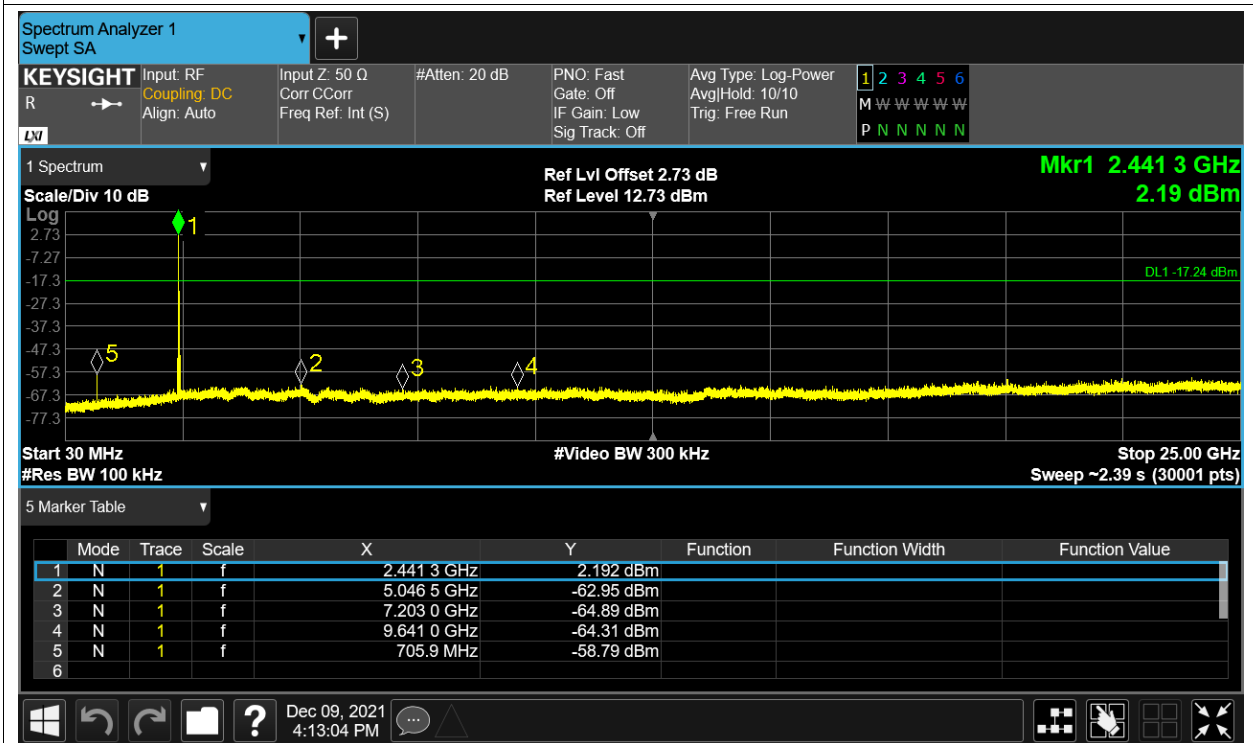 Spectrum Analyzer 1
Swept SA
KEYSIGHT
R
LXI
Input: RF
Coupling: DC
Align: Auto
Input Z: 50 Ω
Corr CCorr
Freq Ref: Int (S)
#Atten: 20 dB
PNO: Fast
Gate: Off
IF Gain: Low
Sig Track: Off
Avg Type: Log-Power
Avg|Hold: 10/10
Trig: Free Run
1 2 3 4 5 6
M W W W W W
P N N N N N
1 Spectrum
Scale/Div 10 dB
Ref Lvl Offset 2.73 dB
Ref Level 12.73 dBm
Mkr1 2.441 3 GHz
2.19 dBm
Log
2.73
-7.27
-17.3
-27.3
-37.3
-47.3
-57.3
-67.3
-77.3
1
DL1 -17.24 dBm
5
2
3
4
Start 30 MHz
#Res BW 100 kHz
#Video BW 300 kHz
Stop 25.00 GHz
Sweep ~2.39 s (30001 pts)
5 Marker Table
Mode Trace Scale X Y Function Function Width Function Value
1 N 1 f 2.441 3 GHz 2.192 dBm
2 N 1 f 5.046 5 GHz -62.95 dBm
3 N 1 f 7.203 0 GHz -64.89 dBm
4 N 1 f 9.641 0 GHz -64.31 dBm
5 N 1 f 705.9 MHz -58.79 dBm
6
?
Dec 09, 2021
4:13:04 PM